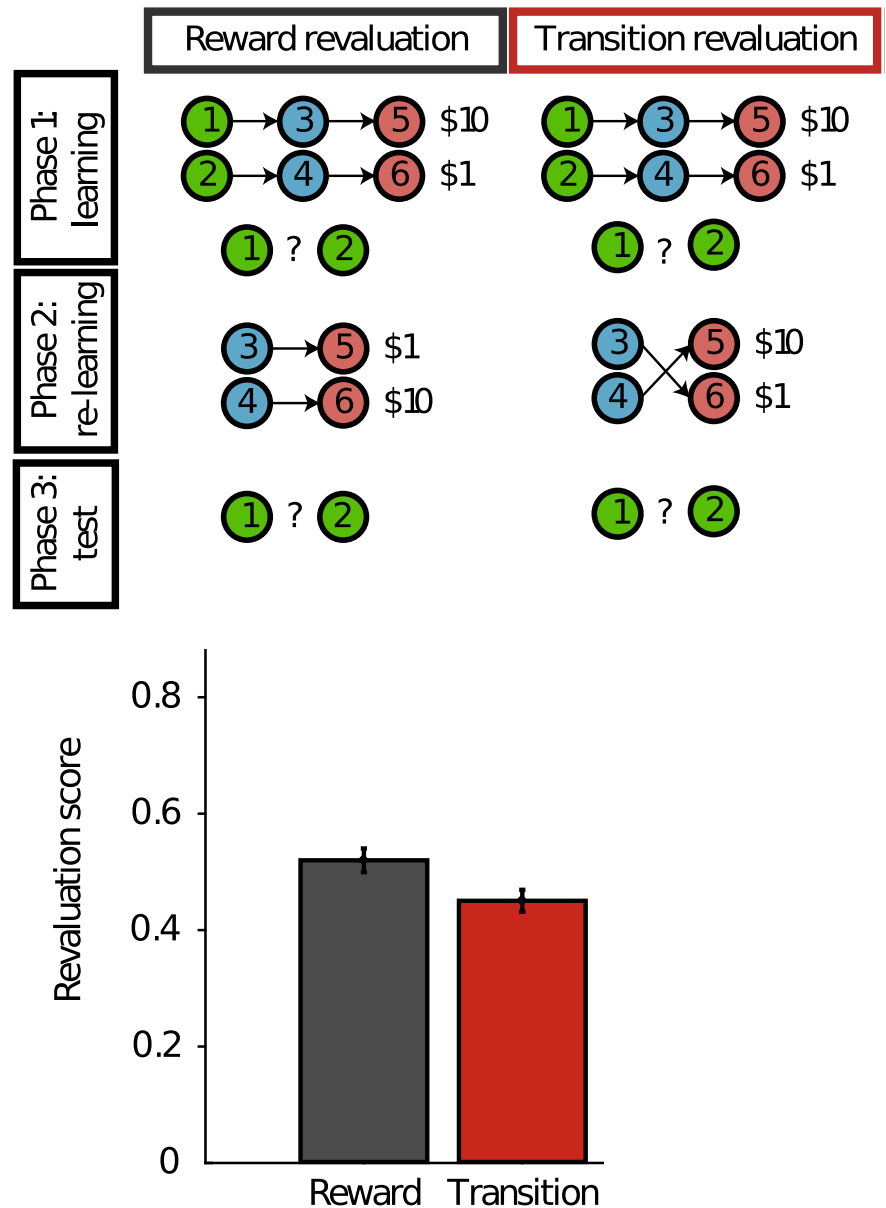 Reward revaluation
Transition revaluation
Phase 1:
learning
1 3 5 $10
2 4 6 $1
1 ? 2
1 3 5 $10
2 4 6 $1
1 ? 2
Phase 2:
re-learning
3 5 $1
4 6 $10
3 5 $10
4 6 $1
Phase 3:
test
1 ? 2
1 ? 2
Revaluation score
0.8
0.6
0.4
0.2
0
Reward
Transition